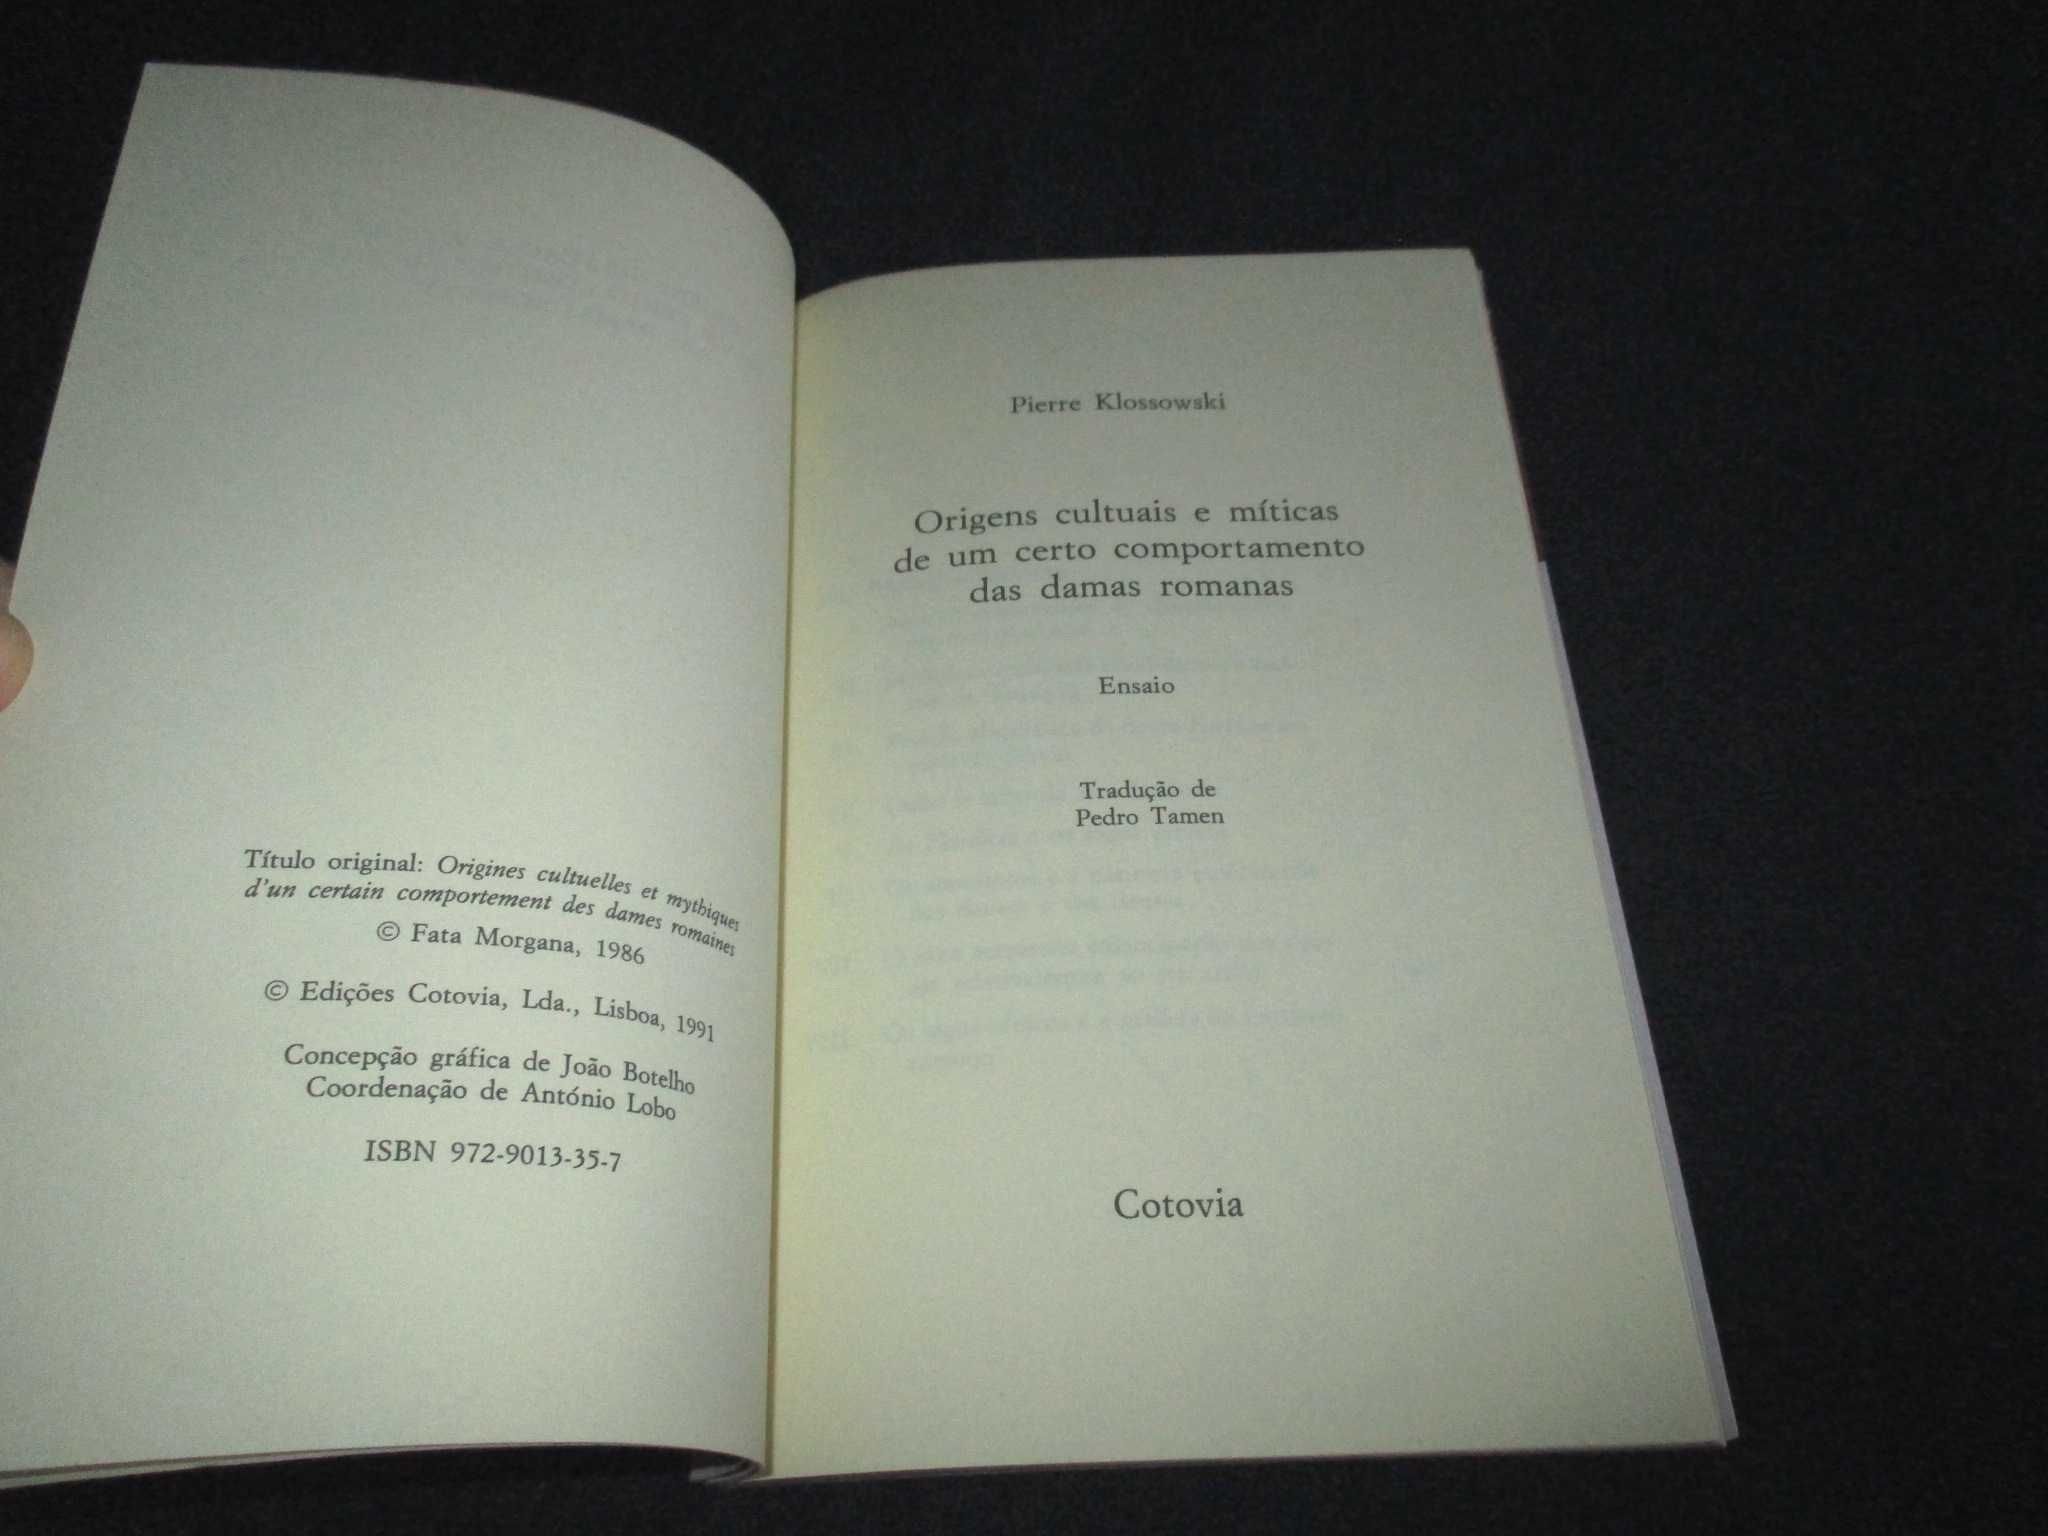 Título original: Origines cultuelles et mythiques
d'un certain comportement des dames romaines
© Fata Morgana, 1986
© Edições Cotovia, Lda., Lisboa, 1991
Concepção gráfica de João Botelho
Coordenação de António Lobo
ISBN 972-9013-35-7
Pierre Klossowski
Origens cultuais e míticas
de um certo comportamento
das damas romanas
Ensaio
Tradução de
Pedro Tamen
Cotovia